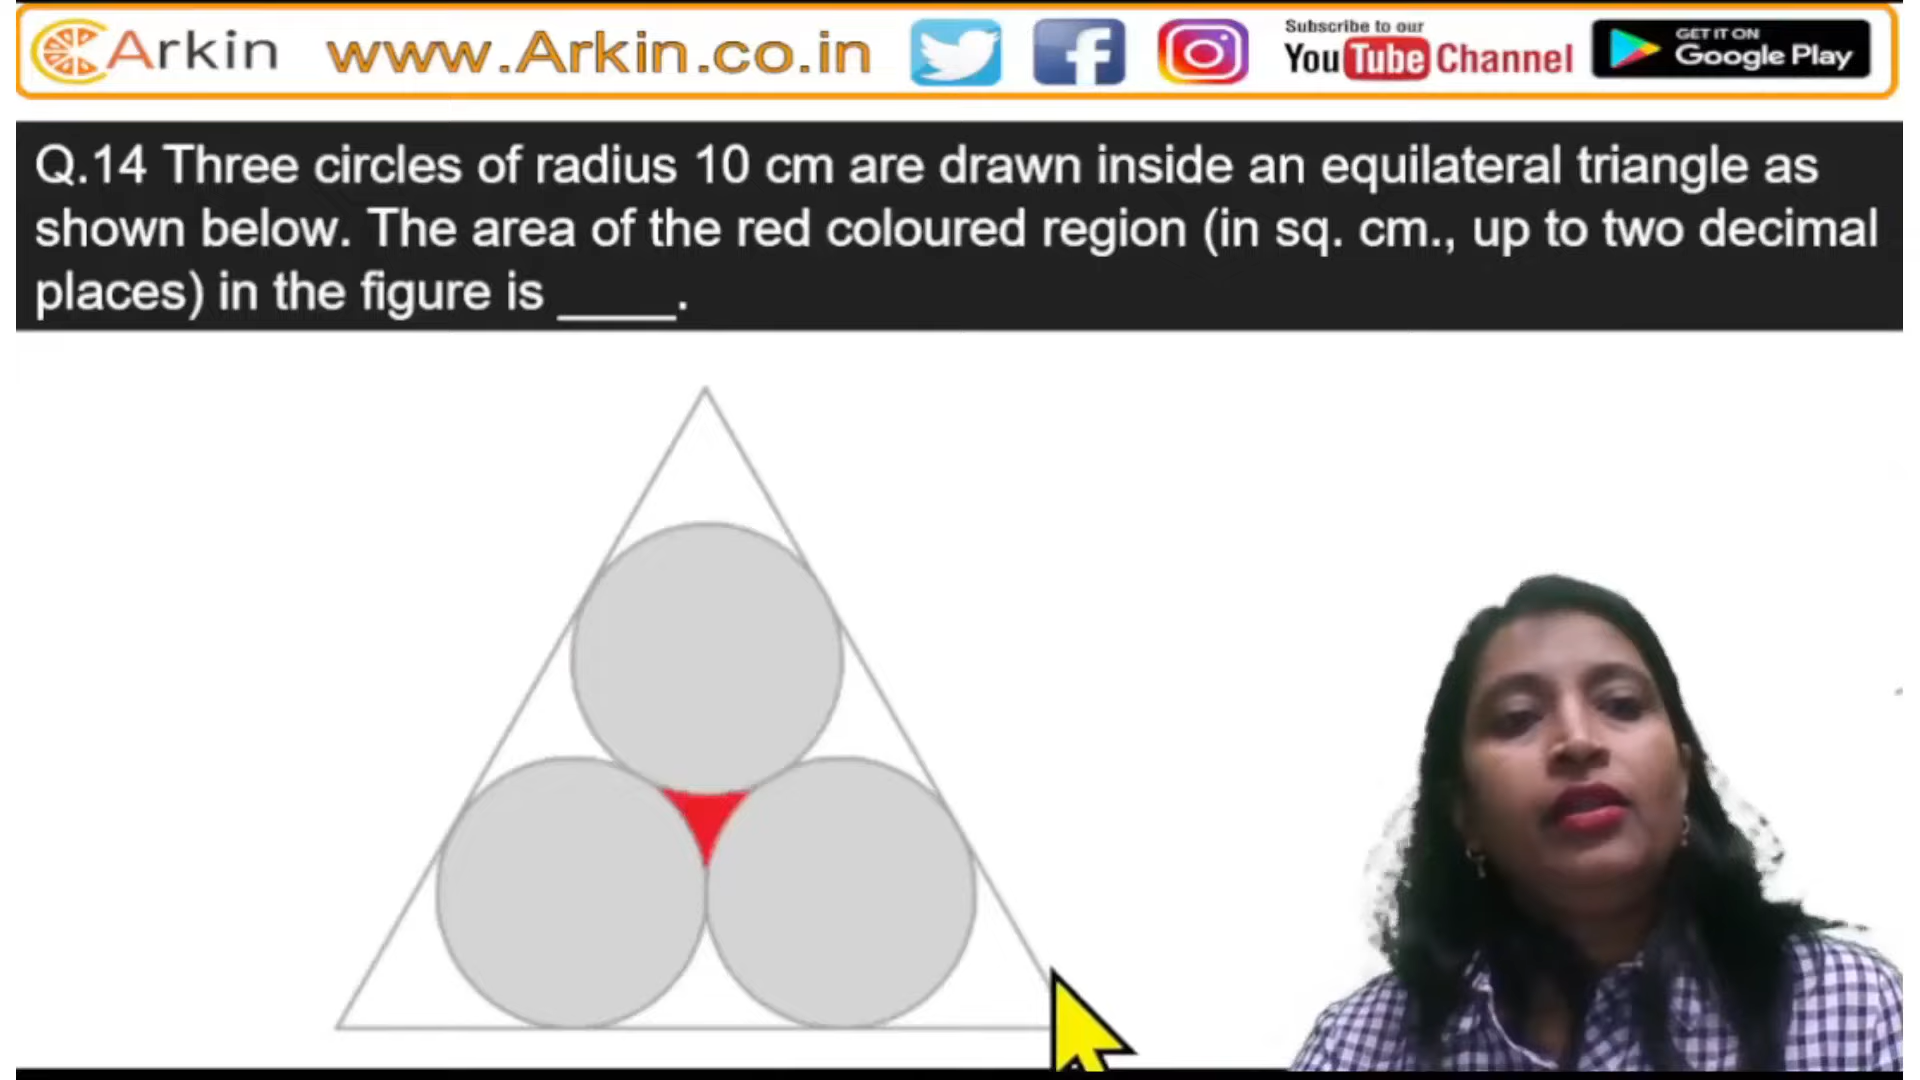 Arkin www.Arkin.co.in Subscribe to our YouTube Channel GET IT ON Google Play
Q.14 Three circles of radius 10 cm are drawn inside an equilateral triangle as
shown below. The area of the red coloured region (in sq. cm., up to two decimal
places) in the figure is _____.